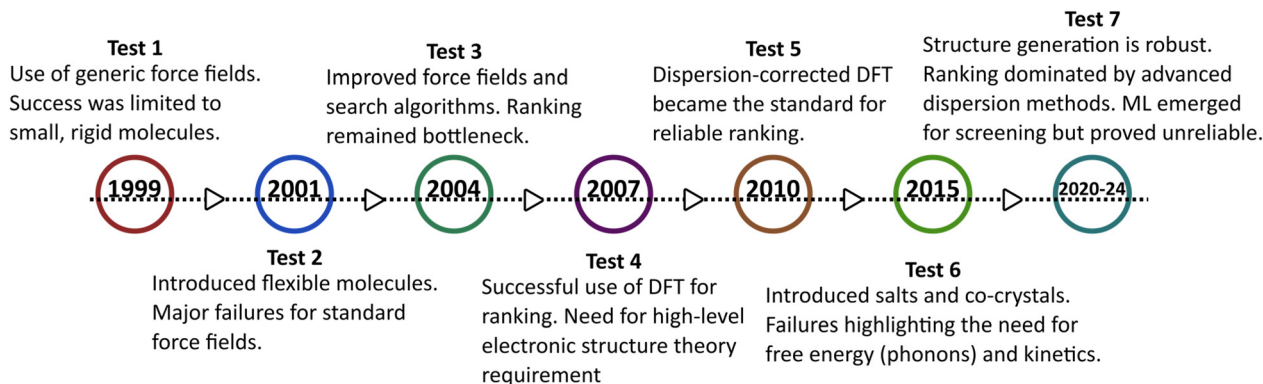 Test 1
Use of generic force fields.
Success was limited to
small, rigid molecules.
1999
2001
Test 2
Introduced flexible molecules.
Major failures for standard
force fields.
Test 3
Improved force fields and
search algorithms. Ranking
remained bottleneck.
2004
2007
Test 4
Successful use of DFT for
ranking. Need for high-level
electronic structure theory
requirement
Test 5
Dispersion-corrected DFT
became the standard for
reliable ranking.
2010
2015
Test 6
Introduced salts and co-crystals.
Failures highlighting the need for
free energy (phonons) and kinetics.
Test 7
Structure generation is robust.
Ranking dominated by advanced
dispersion methods. ML emerged
for screening but proved unreliable.
2020-24